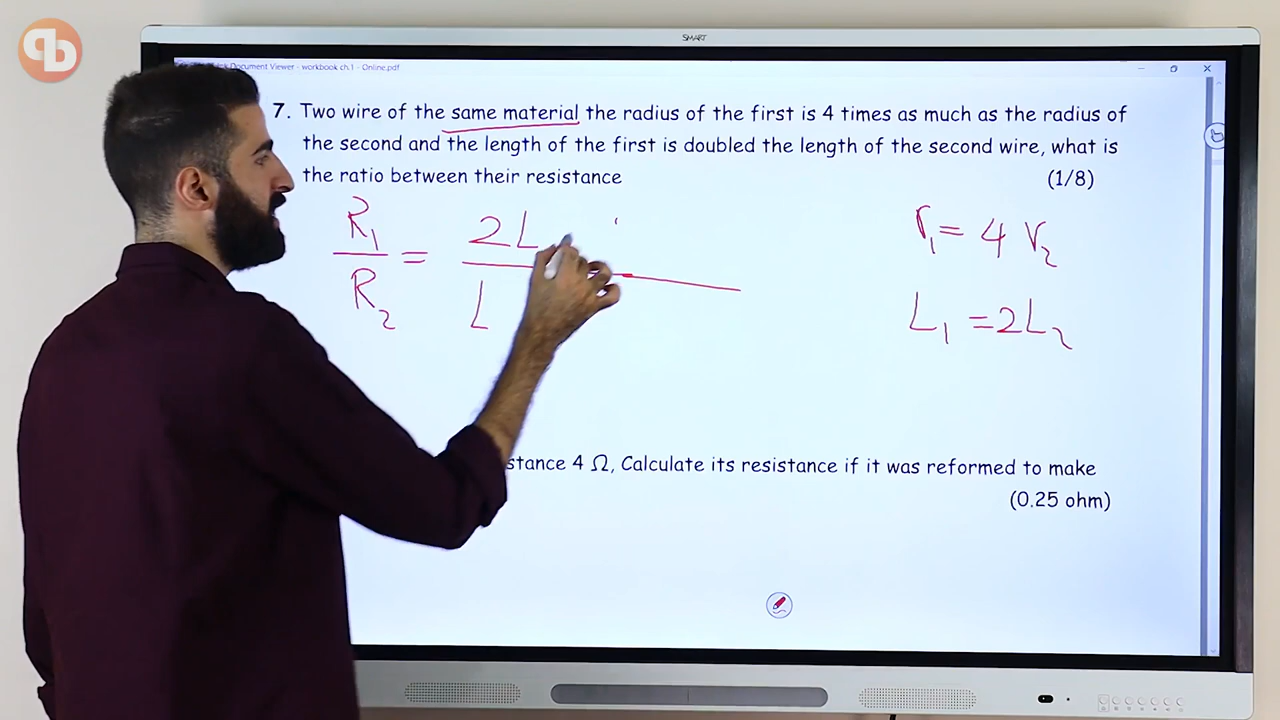 qb
SMART
Document Viewer - workbook ch.1 - Online.pdf
7. Two wire of the same material the radius of the first is 4 times as much as the radius of
the second and the length of the first is doubled the length of the second wire, what is
the ratio between their resistance (1/8)
R1/R2 = 2L/L
r1 = 4 r2
L1 = 2L2
stance 4 Ω, Calculate its resistance if it was reformed to make
(0.25 ohm)